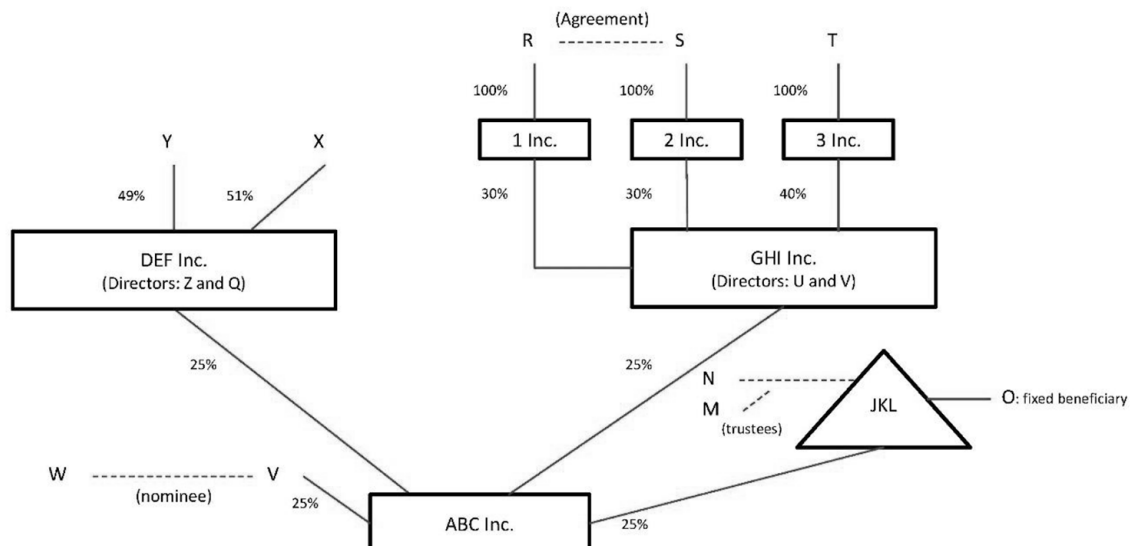 (Agreement)
R S T
100% 100% 100%
1 Inc. 2 Inc. 3 Inc.
Y X
49% 51%
30% 30% 40%
DEF Inc.
(Directors: Z and Q)
GHI Inc.
(Directors: U and V)
25% 25%
N
M
(trustees)
JKL
O: fixed beneficiary
W V
(nominee)
25%
ABC Inc.
25%